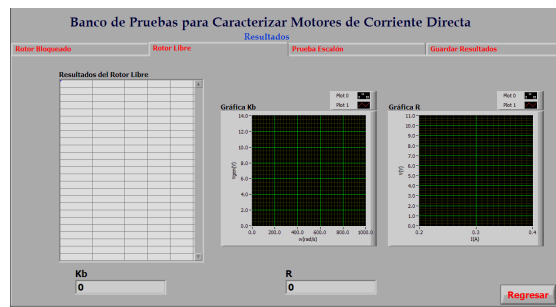 Banco de Pruebas para Caracterizar Motores de Corriente Directa
Resultados
Rotor Bloqueado Rotor Libre Prueba Escalón Guardar Resultados
Resultados del Rotor Libre
Plot 0
Plot 1
Gráfica Kb
14.0
12.0
10.0
8.0
6.0
4.0
2.0
0.0
0.0 200.0 400.0 600.0 800.0 1000.0
w[rad/s]
Vgen[V]
Plot 0
Plot 1
Gráfica R
11.0
10.0
9.0
8.0
7.0
6.0
5.0
4.0
3.0
2.0
1.0
0.0
0.2 0.3 0.4
I[A]
V[V]
Kb
0
R
0
Regresar